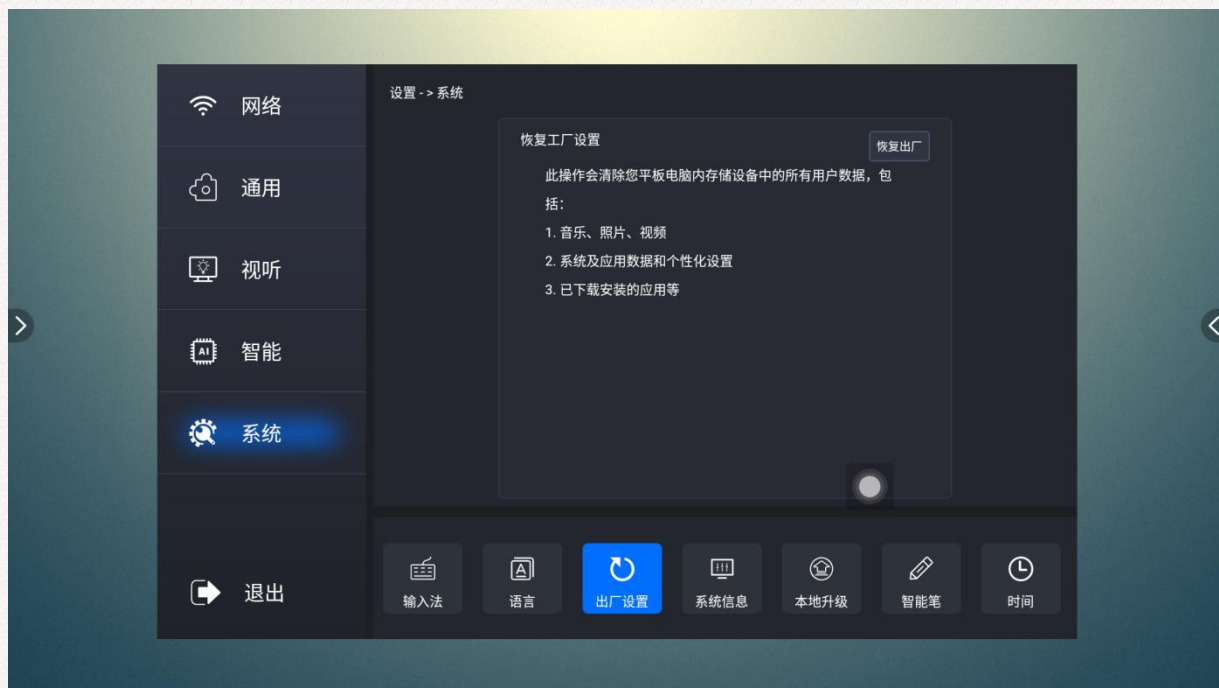 网络
通用
视听
AI
智能
系统
退出
设置 - > 系统
恢复工厂设置
恢复出厂
此操作会清除您平板电脑内存储设备中的所有用户数据，包
括：
1. 音乐、照片、视频
2. 系统及应用数据和个性化设置
3. 已下载安装的应用等
A
输入法
语言
出厂设置
系统信息
本地升级
智能笔
时间